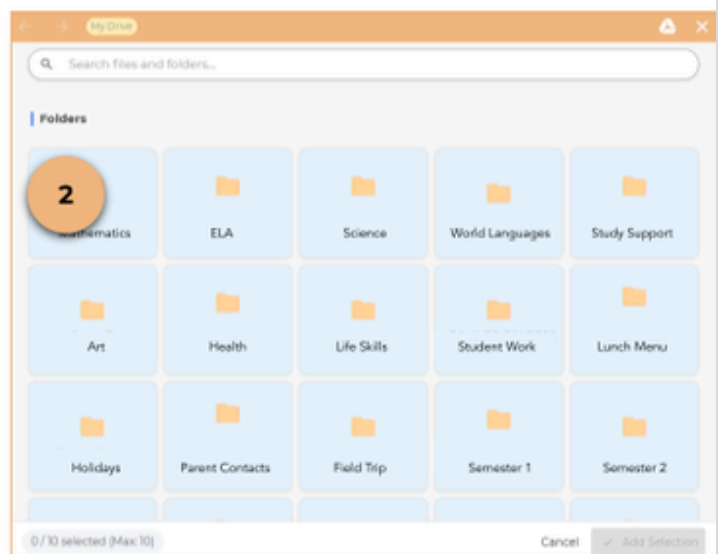 My Drive
Search files and folders...
Folders
2
Mathematics ELA Science World Languages Study Support
Art Health Life Skills Student Work Lunch Menu
Holidays Parent Contacts Field Trip Semester 1 Semester 2
0 / 10 selected (Max: 10) Cancel Add Selection